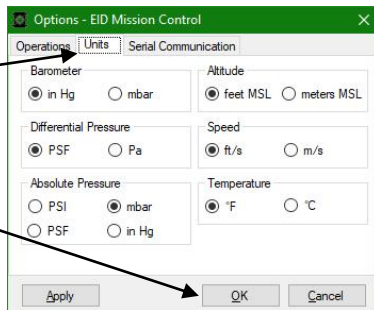 Options - EID Mission Control
Operations Units Serial Communication
Barometer Altitude
in Hg mbar feet MSL meters MSL
Differential Pressure Speed
PSF Pa ft/s m/s
Absolute Pressure Temperature
PSI mbar °F °C
PSF in Hg
Apply OK Cancel